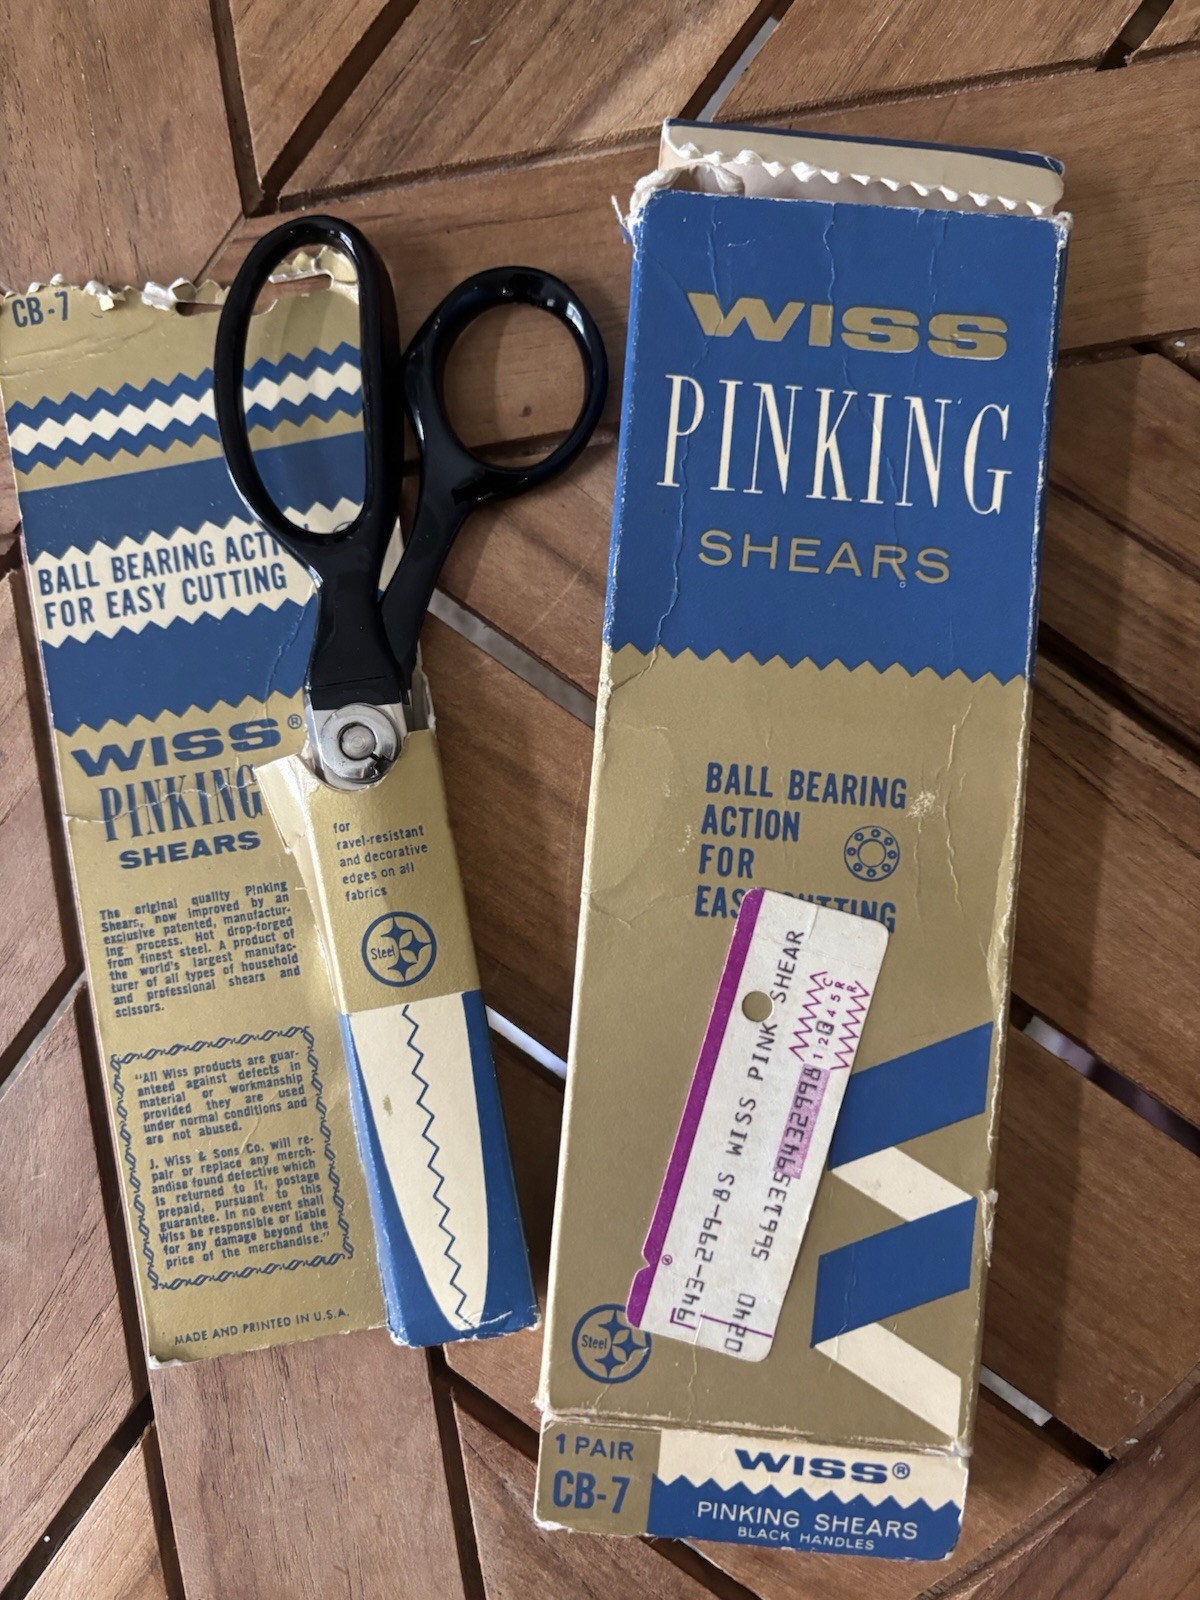 CB-7
BALL BEARING
FOR EASY CUTTING
WISS®
PINKING
SHEARS
The original quality Pinking
Shears, now improved by an
exclusive patented, manufactur-
ing process. Hot drop-forged
from finest steel. A product of
the world's largest manufac-
turer of all types of household
and professional shears and
scissors.
"All Wiss products are guar-
anteed against defects in
material or workmanship
provided they are used
under normal conditions and
are not abused.
J. Wiss & Sons Co. will re-
pair or replace any merch-
andise found defective which
is returned to it, postage
prepaid, pursuant to this
guarantee. In no event shall
Wiss be responsible or liable
for any damage beyond the
price of the merchandise."
MADE AND PRINTED IN U.S.A.
for
ravel-resistant
and decorative
edges on all
fabrics
Steel
WISS
PINKING
SHEARS
BALL BEARING
ACTION
FOR
943-299-8S WISS PINK SHEAR
0240 5661359432998
Steel
1 PAIR
CB-7
WISS®
PINKING SHEARS
BLACK HANDLES